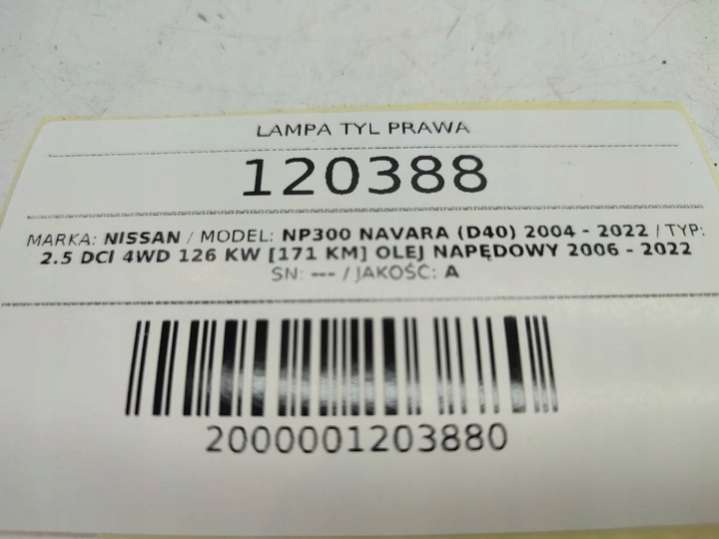 LAMPA TYL PRAWA
120388
MARKA: NISSAN / MODEL: NP300 NAVARA (D40) 2004 - 2022 / TYP:
2.5 DCI 4WD 126 KW [171 KM] OLEJ NAPĘDOWY 2006 - 2022
SN: --- / JAKOŚĆ: A
2000001203880